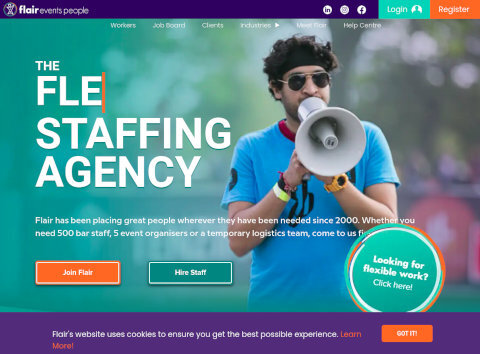 flair events people
Login
Register
Workers
Job Board
Clients
Industries
Meet Flair
Help Centre
THE
FLE
STAFFING
AGENCY
Flair has been placing great people wherever they have been needed since 2000. Whether you
need 500 bar staff, 5 event organisers or a temporary logistics team, come to us
Join Flair
Hire Staff
Looking for
flexible work?
Click here!
Flair's website uses cookies to ensure you get the best possible experience. Learn
More!
GOT IT!